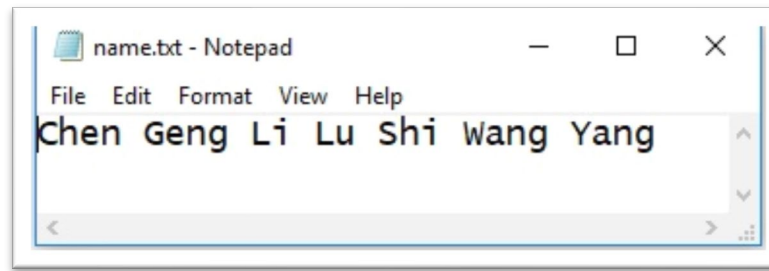 name.txt - Notepad
File Edit Format View Help
Chen Geng Li Lu Shi Wang Yang